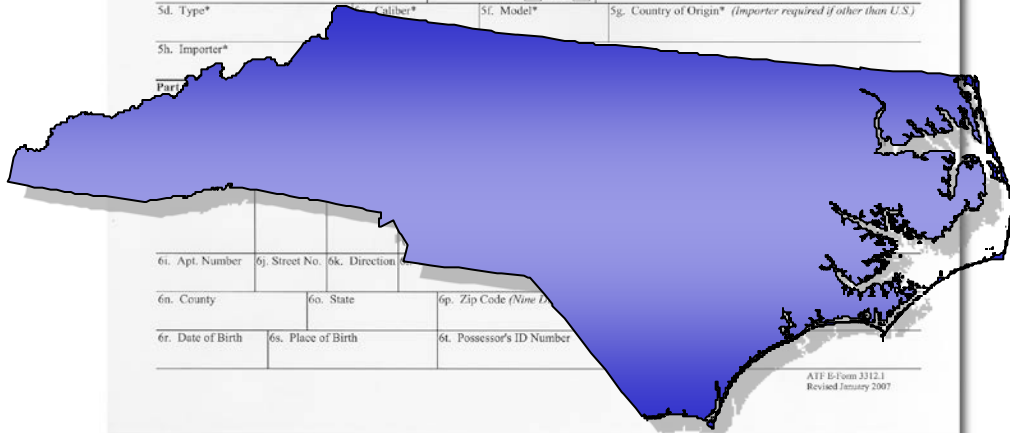 5d. Type* Caliber* 5f. Model* 5g. Country of Origin* (Importer required if other than U.S.)
5h. Importer*
Part
6i. Apt. Number 6j. Street No. 6k. Direction
6n. County 6o. State 6p. Zip Code (Nine
6r. Date of Birth 6s. Place of Birth 6t. Possessor's ID Number
ATF E-Form 3312.1
Revised January 2007